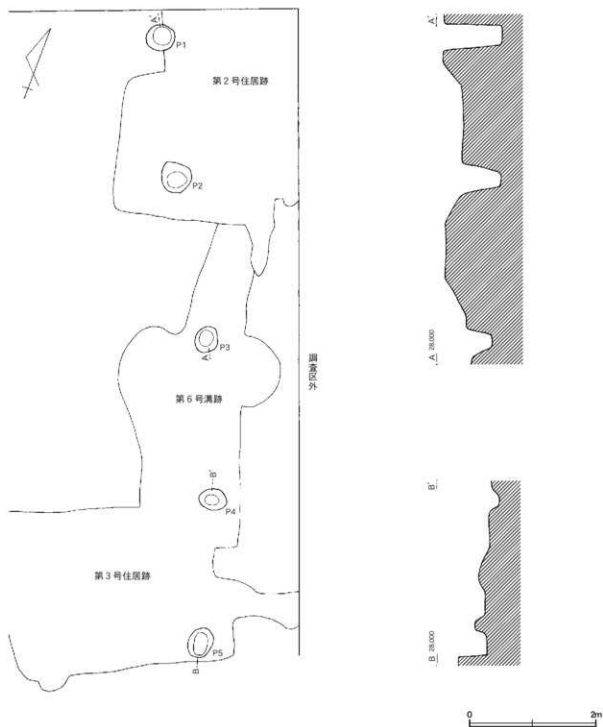 A′
P1
第2号住居跡
P2
P3
A
調査区外
第6号溝跡
B′
P4
第3号住居跡
P5
B
A′
A 28,000
B′
B 28,000
0 2m